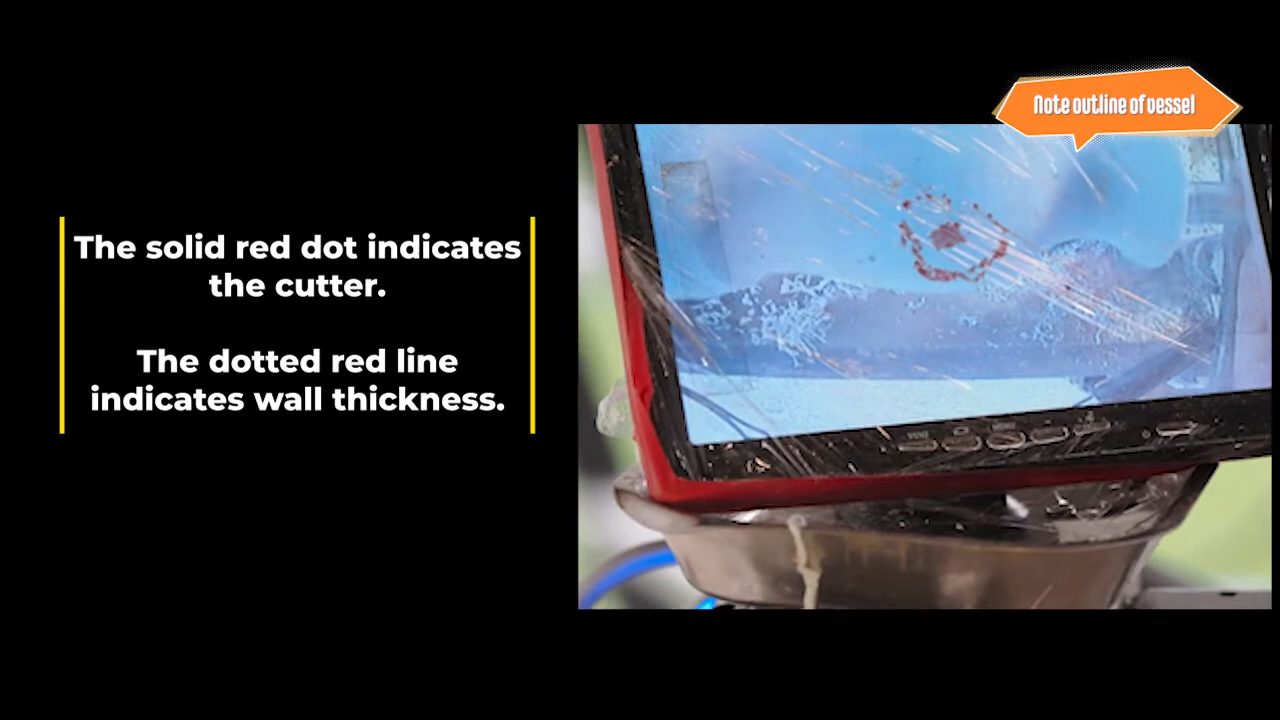 Note outline of vessel
The solid red dot indicates
the cutter.
The dotted red line
indicates wall thickness.